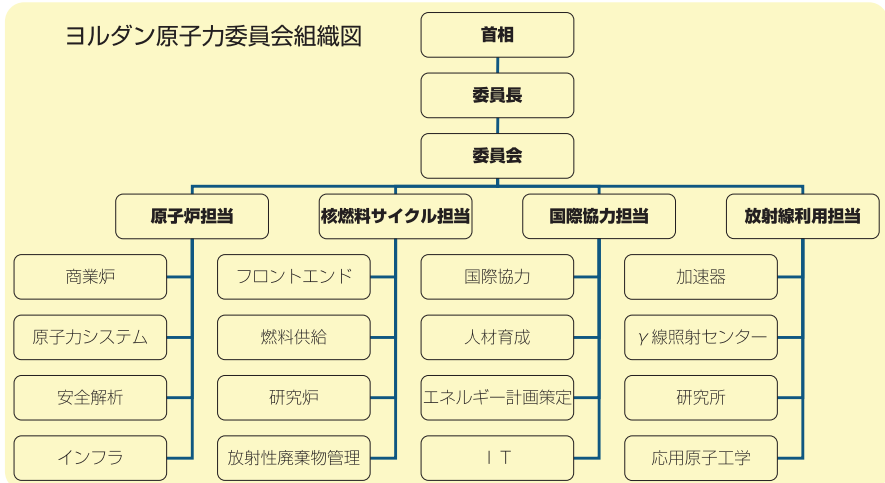 ヨルダン原子力委員会組織図
首相
委員長
委員会
原子炉担当
核燃料サイクル担当
国際協力担当
放射線利用担当
商業炉
フロントエンド
国際協力
加速器
原子力システム
燃料供給
人材育成
γ線照射センター
安全解析
研究炉
エネルギー計画策定
研究所
インフラ
放射性廃棄物管理
ＩＴ
応用原子工学